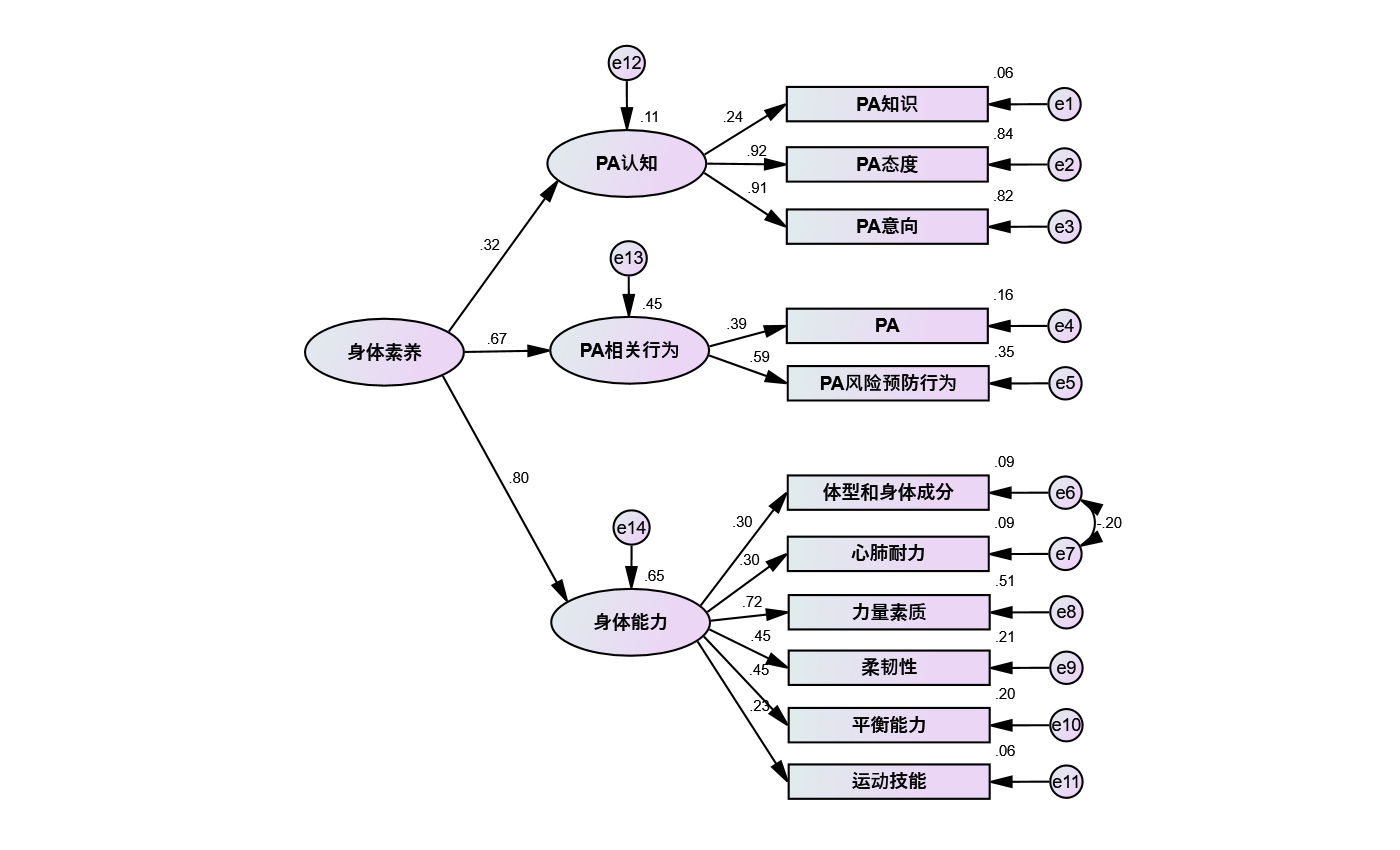 e12
.11
PA认知
.24
.92
.91
.06
PA知识
e1
.84
PA态度
e2
.82
PA意向
e3
.32
e13
.45
PA相关行为
.39
.59
.16
PA
e4
.35
PA风险预防行为
e5
身体素养
.67
.80
e14
.65
身体能力
.30
.30
.72
.45
.45
.23
.09
体型和身体成分
e6
-.20
.09
心肺耐力
e7
.51
力量素质
e8
.21
柔韧性
e9
.20
平衡能力
e10
.06
运动技能
e11